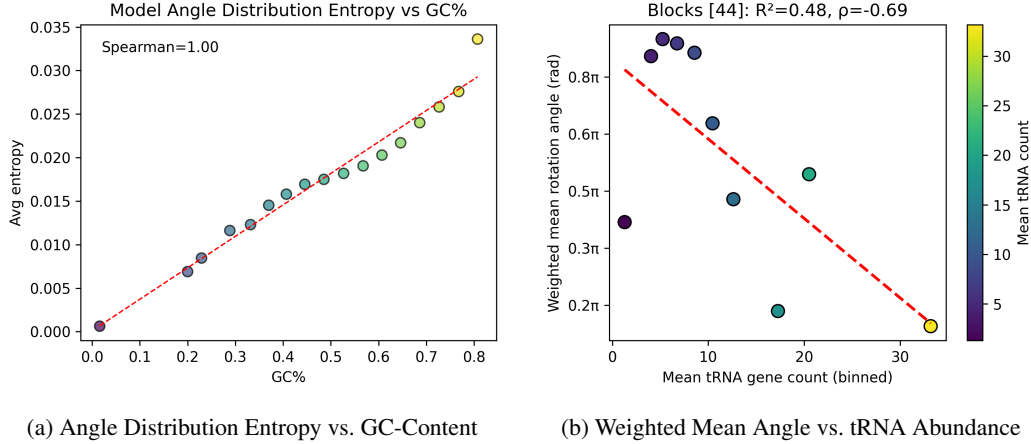 Model Angle Distribution Entropy vs GC%
Spearman=1.00
Avg entropy
0.035
0.030
0.025
0.020
0.015
0.010
0.005
0.000
0.0 0.1 0.2 0.3 0.4 0.5 0.6 0.7 0.8
GC%
(a) Angle Distribution Entropy vs. GC-Content
Blocks [44]: R²=0.48, ρ=-0.69
Weighted mean rotation angle (rad)
0.8π
0.6π
0.5π
0.3π
0.2π
0 10 20 30
Mean tRNA gene count (binned)
30
25
20
15
10
5
Mean tRNA count
(b) Weighted Mean Angle vs. tRNA Abundance